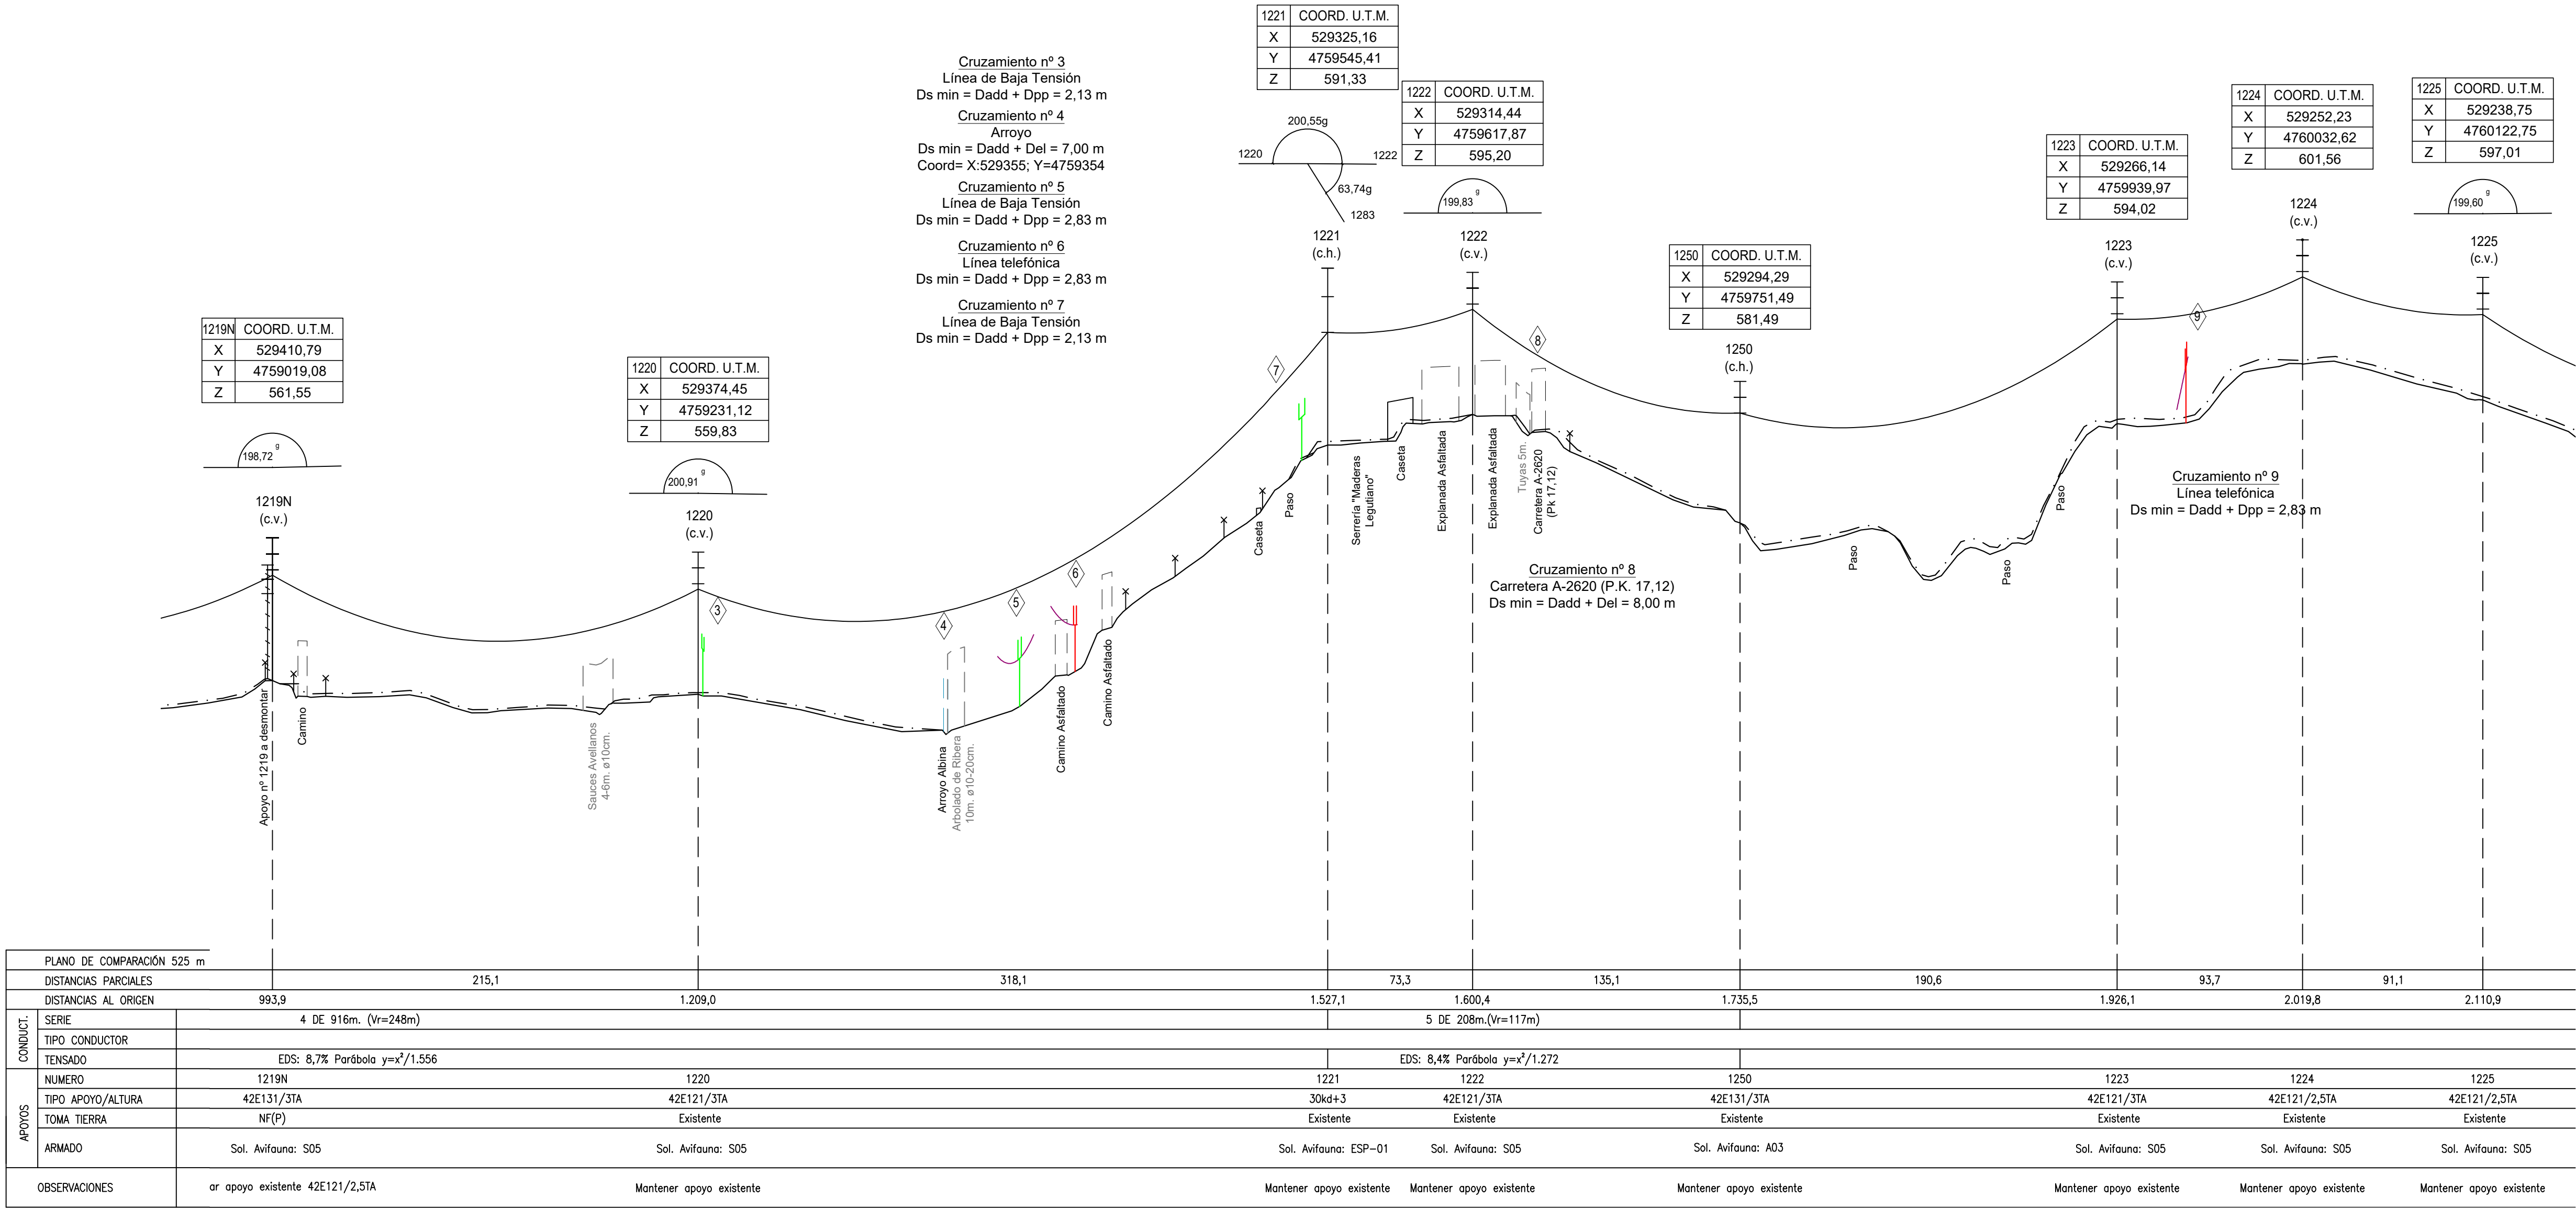 1221 COORD. U.T.M.
X 529325,16
Y 4759545,41
Z 591,33
Cruzamiento nº 3
Línea de Baja Tensión
Ds min = Dadd + Dpp = 2,13 m
Cruzamiento nº 4
Arroyo
Ds min = Dadd + Del = 7,00 m
Coord= X:529355; Y=4759354
Cruzamiento nº 5
Línea de Baja Tensión
Ds min = Dadd + Dpp = 2,83 m
Cruzamiento nº 6
Línea telefónica
Ds min = Dadd + Dpp = 2,83 m
Cruzamiento nº 7
Línea de Baja Tensión
Ds min = Dadd + Dpp = 2,13 m
1222 COORD. U.T.M.
X 529314,44
Y 4759617,87
Z 595,20
1224 COORD. U.T.M.
X 529252,23
Y 4760032,62
Z 601,56
1225 COORD. U.T.M.
X 529238,75
Y 4760122,75
Z 597,01
1223 COORD. U.T.M.
X 529266,14
Y 4759939,97
Z 594,02
1250 COORD. U.T.M.
X 529294,29
Y 4759751,49
Z 581,49
1219N COORD. U.T.M.
X 529410,79
Y 4759019,08
Z 561,55
1220 COORD. U.T.M.
X 529374,45
Y 4759231,12
Z 559,83
200,55g
1220 1222
63,74g
1283
199,83 g
199,60 g
198,72 g
200,91 g
1219N
(c.v.)
1220
(c.v.)
1221
(c.h.)
1222
(c.v.)
1250
(c.h.)
1223
(c.v.)
1224
(c.v.)
1225
(c.v.)
3
4
5
6
7
8
9
Apoyo nº 1219 a desmontar
Camino
Sauces Avellanos
4-6m. ø10cm.
Arroyo Albina
Arbolado de Ribera
10m. ø10-20cm.
Camino Asfaltado
Camino Asfaltado
Caseta
Paso
Serrería "Maderas
Legutiano"
Caseta
Explanada Asfaltada
Explanada Asfaltada
Tuyas 5m.
Carretera A-2620
(Pk 17,12)
Paso
Paso
Paso
Cruzamiento nº 8
Carretera A-2620 (P.K. 17,12)
Ds min = Dadd + Del = 8,00 m
Cruzamiento nº 9
Línea telefónica
Ds min = Dadd + Dpp = 2,83 m
PLANO DE COMPARACIÓN 525 m
DISTANCIAS PARCIALES 215,1 318,1 73,3 135,1 190,6 93,7 91,1
DISTANCIAS AL ORIGEN 993,9 1.209,0 1.527,1 1.600,4 1.735,5 1.926,1 2.019,8 2.110,9
CONDUCT.
SERIE 4 DE 916m. (Vr=248m) 5 DE 208m.(Vr=117m)
TIPO CONDUCTOR
TENSADO EDS: 8,7% Parábola y=x²/1.556 EDS: 8,4% Parábola y=x²/1.272
APOYOS
NUMERO 1219N 1220 1221 1222 1250 1223 1224 1225
TIPO APOYO/ALTURA 42E131/3TA 42E121/3TA 30kd+3 42E121/3TA 42E131/3TA 42E121/3TA 42E121/2,5TA 42E121/2,5TA
TOMA TIERRA NF(P) Existente Existente Existente Existente Existente Existente Existente
ARMADO Sol. Avifauna: S05 Sol. Avifauna: S05 Sol. Avifauna: ESP-01 Sol. Avifauna: S05 Sol. Avifauna: A03 Sol. Avifauna: S05 Sol. Avifauna: S05 Sol. Avifauna: S05
OBSERVACIONES ar apoyo existente 42E121/2,5TA Mantener apoyo existente Mantener apoyo existente Mantener apoyo existente Mantener apoyo existente Mantener apoyo existente Mantener apoyo existente Mantener apoyo existente